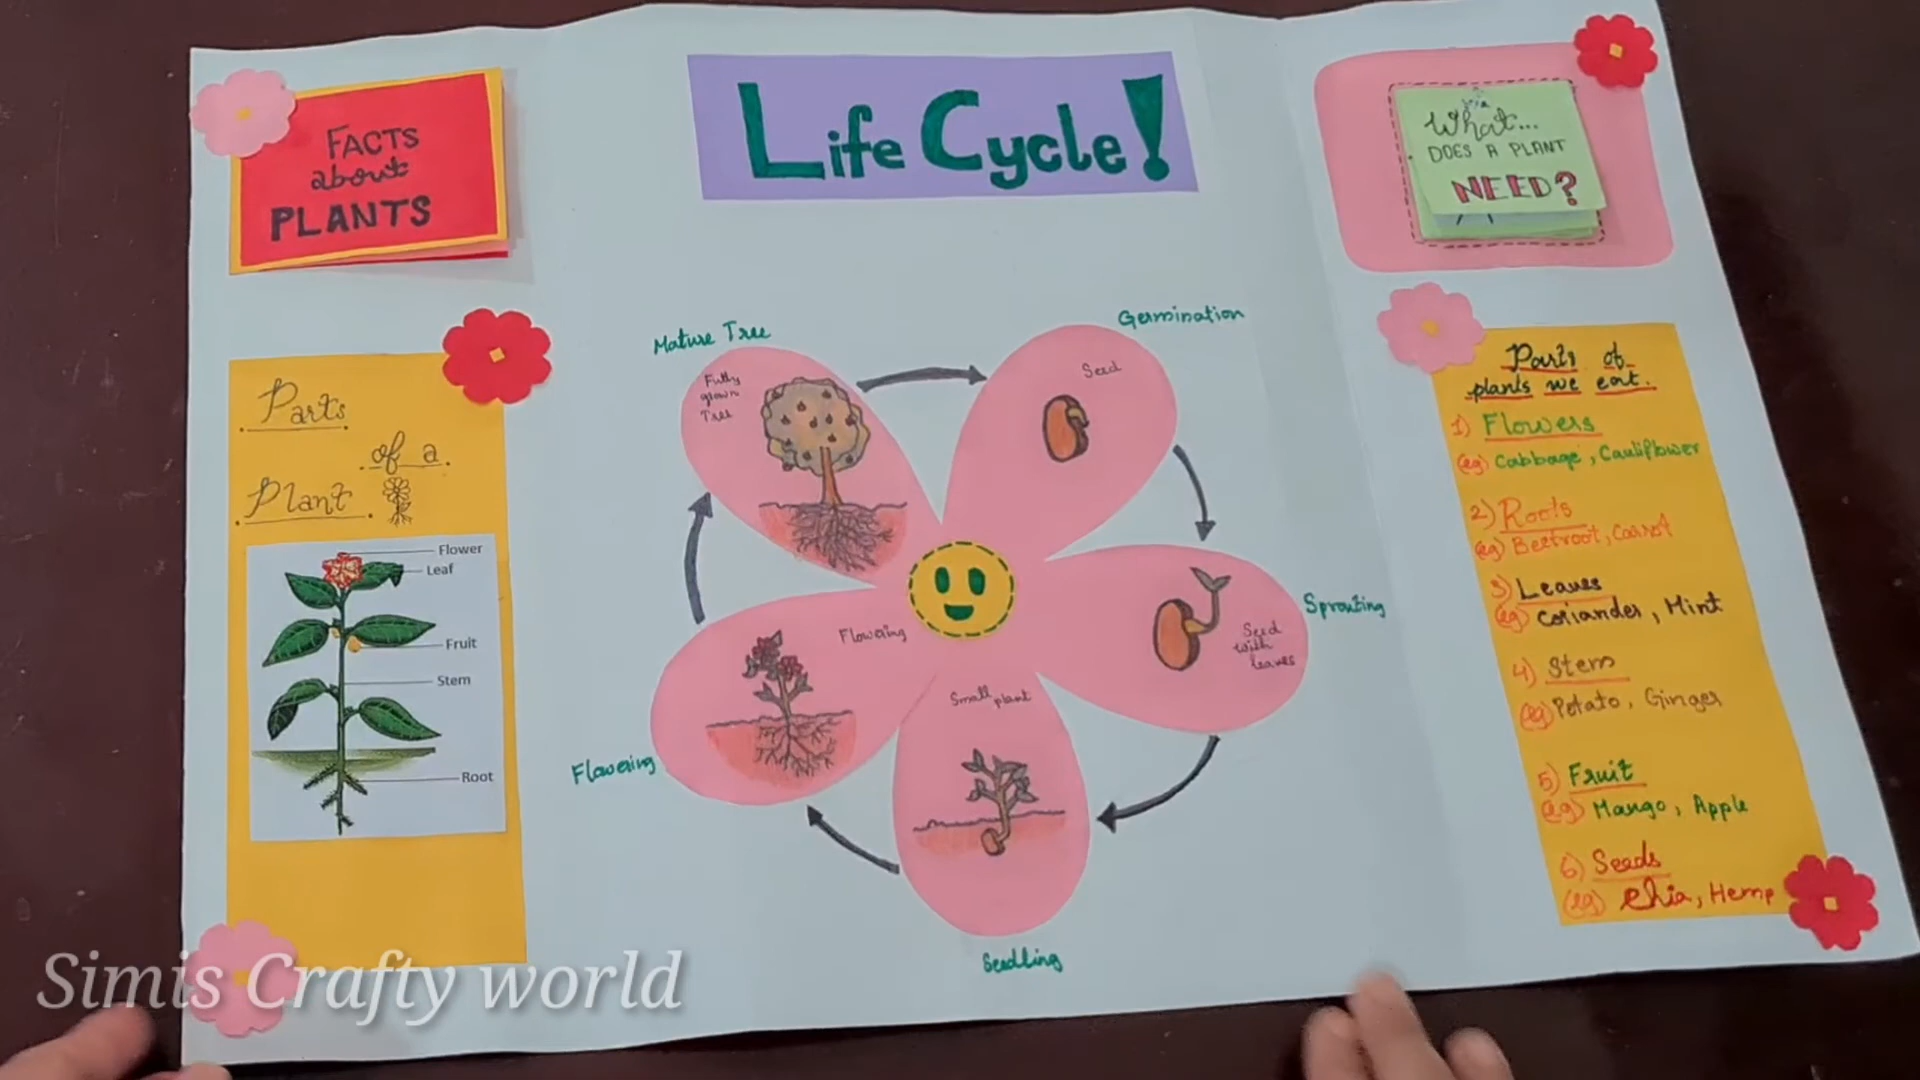 FACTS
about
PLANTS
Life Cycle!
What...
DOES A PLANT
NEED?
Parts
of a
Plant
Flower
Leaf
Fruit
Stem
Root
Mature Tree
Fully
grown
Tree
Germination
Seed
Sprouting
Seed
with
leaves
Small plant
Seedling
Flowering
Flowering
Parts of
plants we eat.
1) Flowers
(eg) Cabbage, Cauliflower
2) Roots
(eg) Beetroot, Carrot
3) Leaves
(eg) Coriander, Mint
4) Stem
(eg) Potato, Ginger
5) Fruit
(eg) Mango, Apple
6) Seeds
(eg) Chia, Hemp
Simis Crafty world